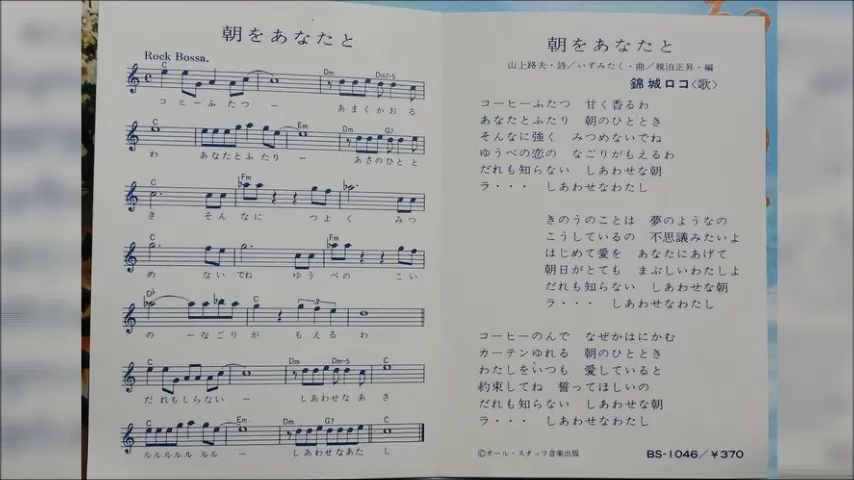 朝をあなたと
Rock Bossa.
C Dm Dm7-5 C
コ ヒ ー ふ た つ ー あ ま く か お る
C Em Dm G7
わ あ な た と ふ た り ー あ さ の ひ と と
C Fm
き そ ん な に つ よ く み つ
C Fm
め な い で ね ゆ う べ の こ い
D♭ C 3
の ー な ご り が も え る わ
C Dm Dm-5 C
だ れ も し ら な い ー し あ わ せ な あ さ
C Em Dm G7 C
ル ル ル ル ル ル ル ー し あ わ せ な あ た し
朝をあなたと
山上路夫・詩／いずみたく・曲／親泊正昇・編
錦城ロコ〈歌〉
コーヒーふたつ 甘く香るわ
あなたとふたり 朝のひととき
そんなに強く みつめないでね
ゆうべの恋の なごりがもえるわ
だれも知らない しあわせな朝
ラ・・・ しあわせなわたし
きのうのことは 夢のようなの
こうしているの 不思議みたいよ
はじめて愛を あなたにあげて
朝日がとても まぶしいわたしよ
だれも知らない しあわせな朝
ラ・・・ しあわせなわたし
コーヒーのんで なぜかはにかむ
カーテンゆれる 朝のひととき
わたしをいつも 愛していると
約束してね 誓ってほしいの
だれも知らない しあわせな朝
ラ・・・ しあわせなわたし
©オール・スタッフ音楽出版
BS-1046／￥370